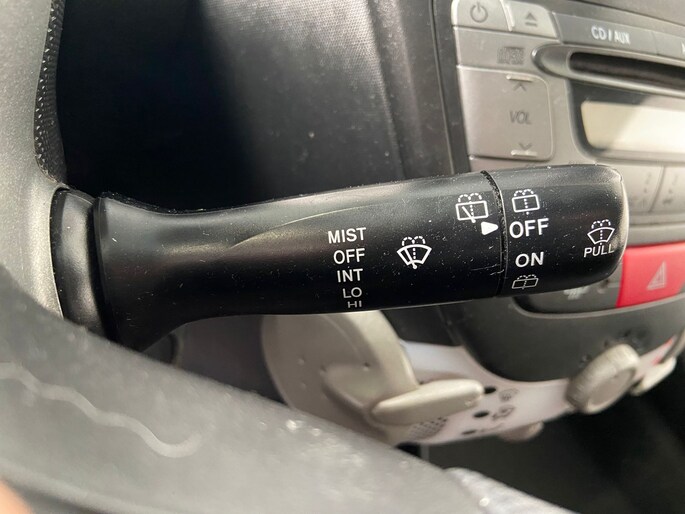 CD / AUX
VOL
MIST
OFF
INT
LO
HI
OFF
ON
PULL